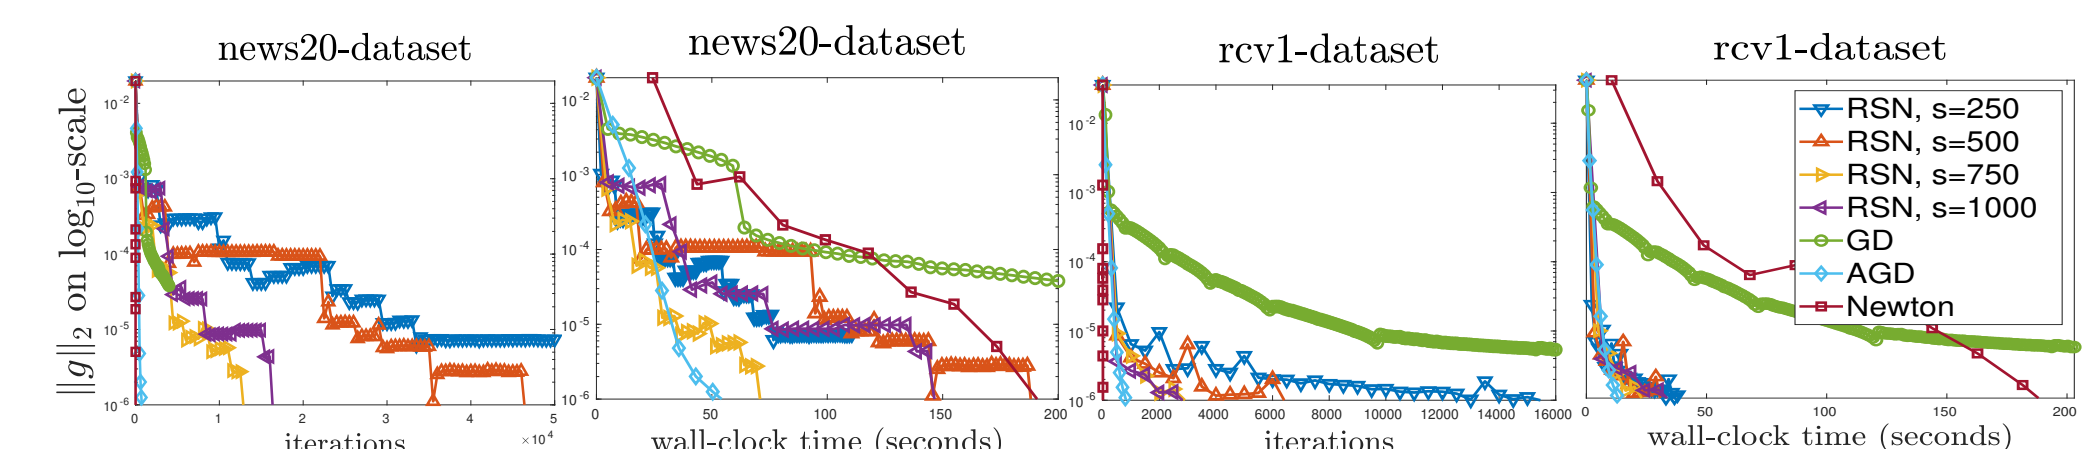 news20-dataset
||g||₂ on log₁₀-scale
10⁻²
10⁻³
10⁻⁴
10⁻⁵
10⁻⁶
0 1 2 3 4 5
×10⁴
iterations
news20-dataset
10⁻²
10⁻³
10⁻⁴
10⁻⁵
10⁻⁶
0 50 100 150 200
wall-clock time (seconds)
rcv1-dataset
10⁻²
10⁻³
10⁻⁴
10⁻⁵
10⁻⁶
0 2000 4000 6000 8000 10000 12000 14000 16000
iterations
rcv1-dataset
RSN, s=250
RSN, s=500
RSN, s=750
RSN, s=1000
GD
AGD
Newton
0 50 100 150 200
wall-clock time (seconds)